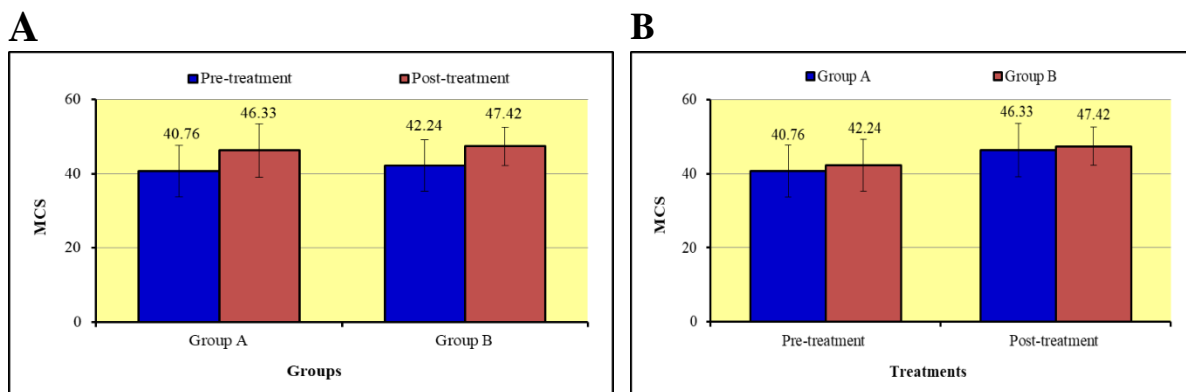 A
Pre-treatment Post-treatment
60
40
20
0
MCS
40.76
46.33
42.24
47.42
Group A Group B
Groups
B
Group A Group B
60
40
20
0
MCS
40.76
42.24
46.33
47.42
Pre-treatment Post-treatment
Treatments